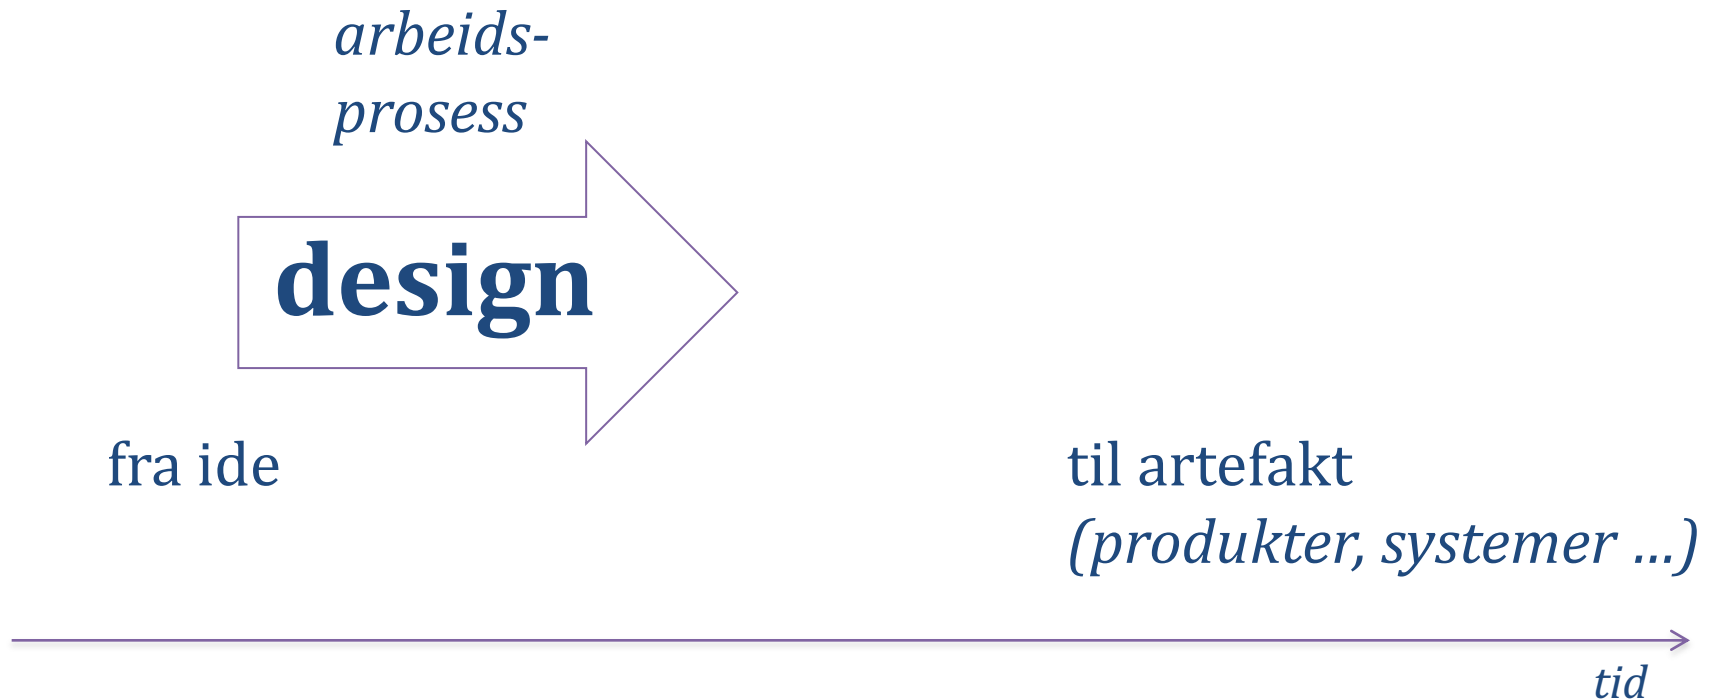 arbeids-
prosess
design
fra ide
til artefakt
(produkter, systemer ...)
tid